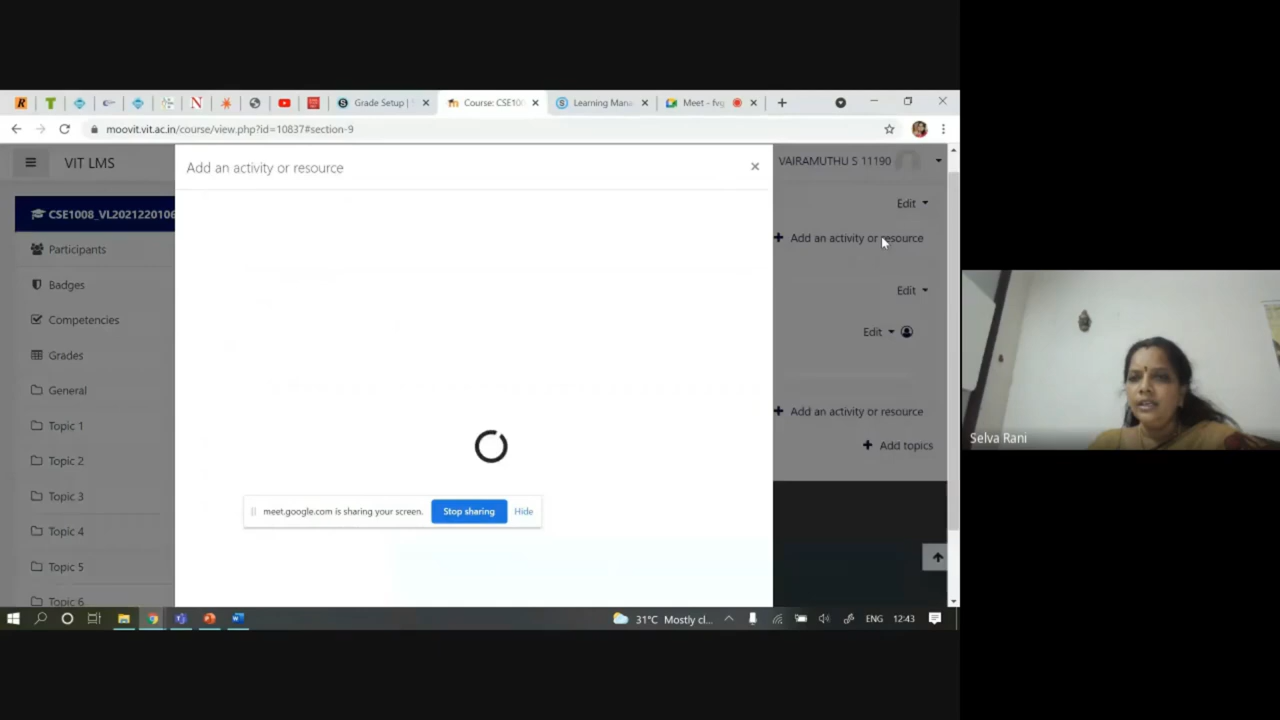 Grade Setup |
Course: CSE10
Learning Mana
Meet - fvg
moovit.vit.ac.in/course/view.php?id=10837#section-9
VIT LMS
Add an activity or resource
VAIRAMUTHU S 11190
CSE1008_VL2021220106
Edit
Participants
Add an activity or resource
Badges
Edit
Competencies
Edit
Grades
General
Topic 1
Add an activity or resource
Add topics
Topic 2
Topic 3
meet.google.com is sharing your screen.
Stop sharing
Hide
Topic 4
Topic 5
Topic 6
31°C Mostly cl...
ENG
12:43
Selva Rani